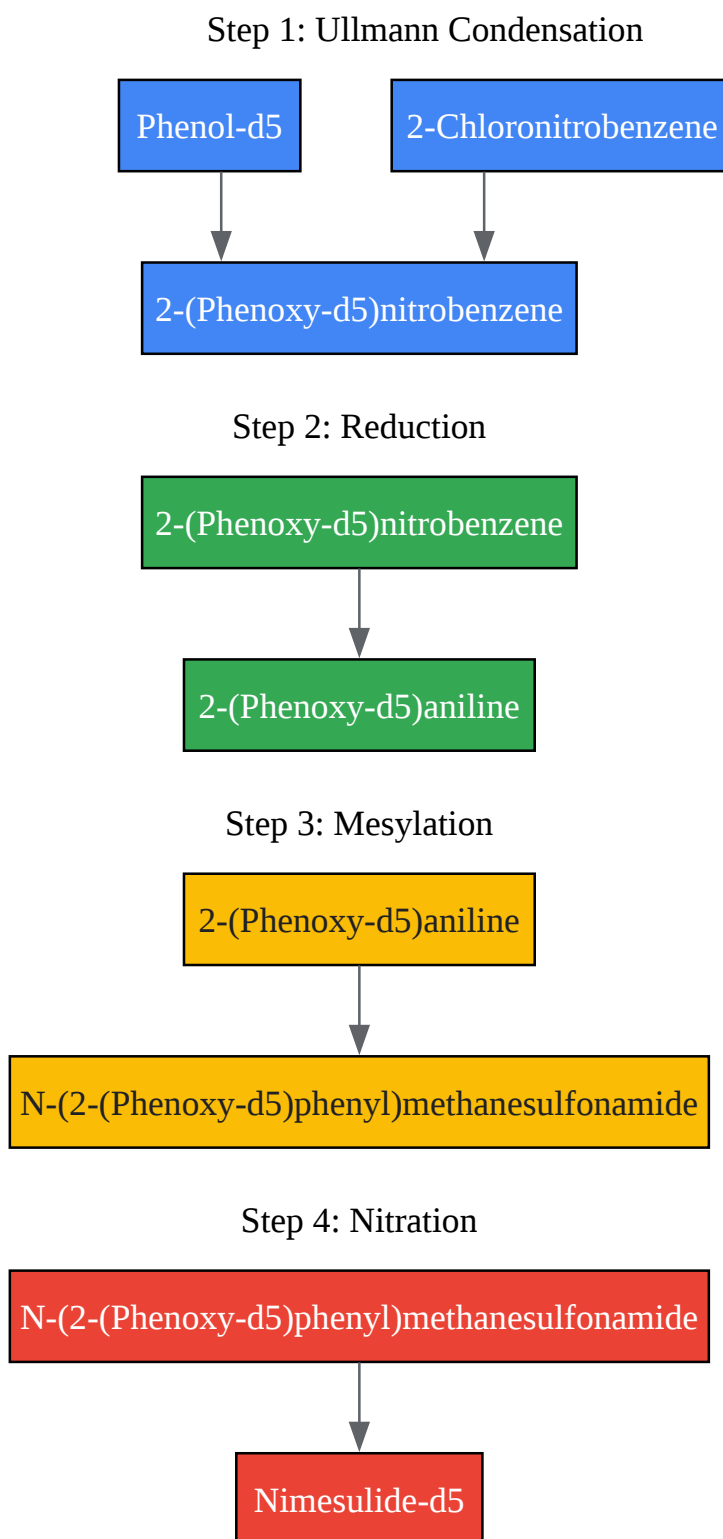 Step 1: Ullmann Condensation
Phenol-d5
2-Chloronitrobenzene
2-(Phenoxy-d5)nitrobenzene
Step 2: Reduction
2-(Phenoxy-d5)nitrobenzene
2-(Phenoxy-d5)aniline
Step 3: Mesylation
2-(Phenoxy-d5)aniline
N-(2-(Phenoxy-d5)phenyl)methanesulfonamide
Step 4: Nitration
N-(2-(Phenoxy-d5)phenyl)methanesulfonamide
Nimesulide-d5